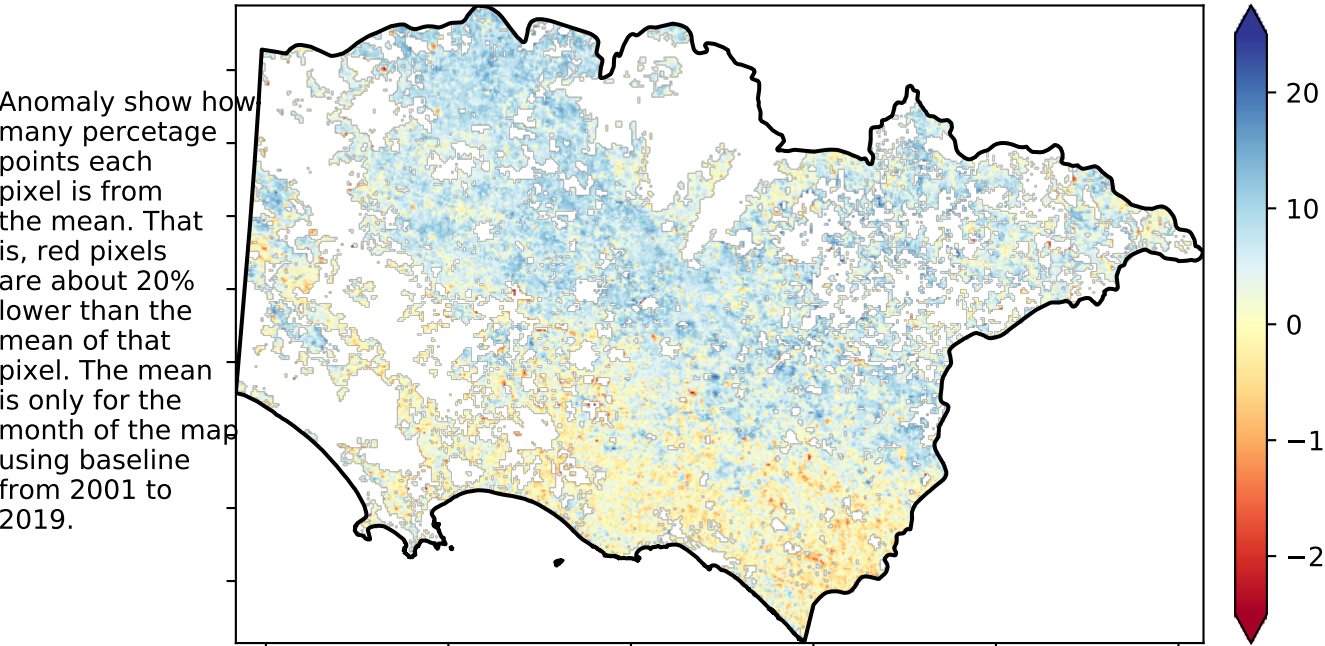 Anomaly show how
many percetage
points each
pixel is from
the mean. That
is, red pixels
are about 20%
lower than the
mean of that
pixel. The mean
is only for the
month of the map
using baseline
from 2001 to
2019.
20
10
0
−1
−2